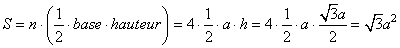 S = n · (1/2 · base · hauteur) = 4 · 1/2 · a · h = 4 · 1/2 · a · √3a/2 = √3a²